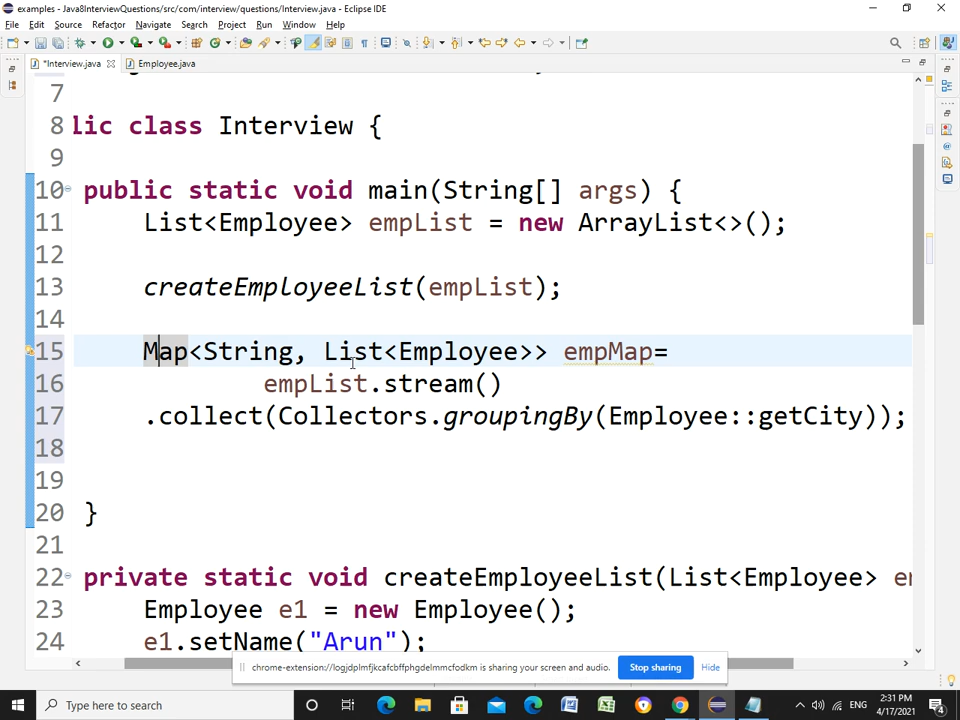 examples - Java8InterviewQuestions/src/com/interview/questions/Interview.java - Eclipse IDE
File Edit Source Refactor Navigate Search Project Run Window Help
*Interview.java Employee.java
7
8 lic class Interview {
9
10 public static void main(String[] args) {
11 List<Employee> empList = new ArrayList<>();
12
13 createEmployeeList(empList);
14
15 Map<String, List<Employee>> empMap=
16 empList.stream()
17 .collect(Collectors.groupingBy(Employee::getCity));
18
19
20 }
21
22 private static void createEmployeeList(List<Employee> e
23 Employee e1 = new Employee();
24 e1.setName("Arun");
chrome-extension://logjdplmfjkcafcbffphgdelmmcfodkm is sharing your screen and audio. Stop sharing Hide
Type here to search
ENG
2:31 PM
4/17/2021
4